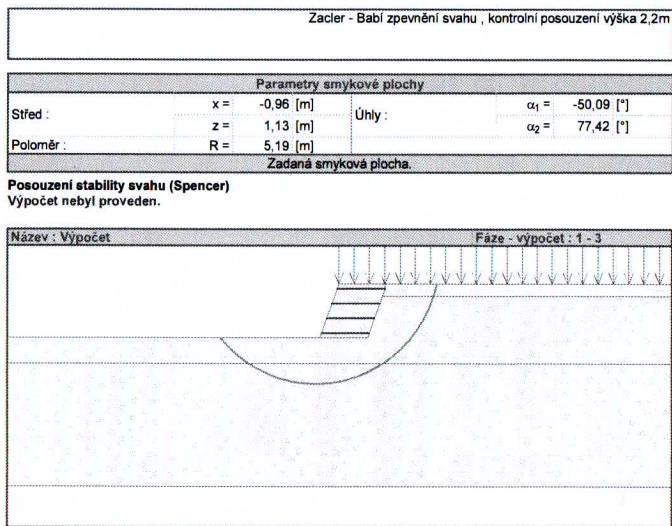 Zacler - Babí zpevnění svahu , kontrolní posouzení výška 2,2m
Parametry smykové plochy
Střed :
x = -0,96 [m]
z = 1,13 [m]
Úhly :
α1 = -50,09 [°]
α2 = 77,42 [°]
Poloměr :
R = 5,19 [m]
Zadaná smyková plocha.
Posouzení stability svahu (Spencer)
Výpočet nebyl proveden.
Název : Výpočet
Fáze - výpočet : 1 - 3